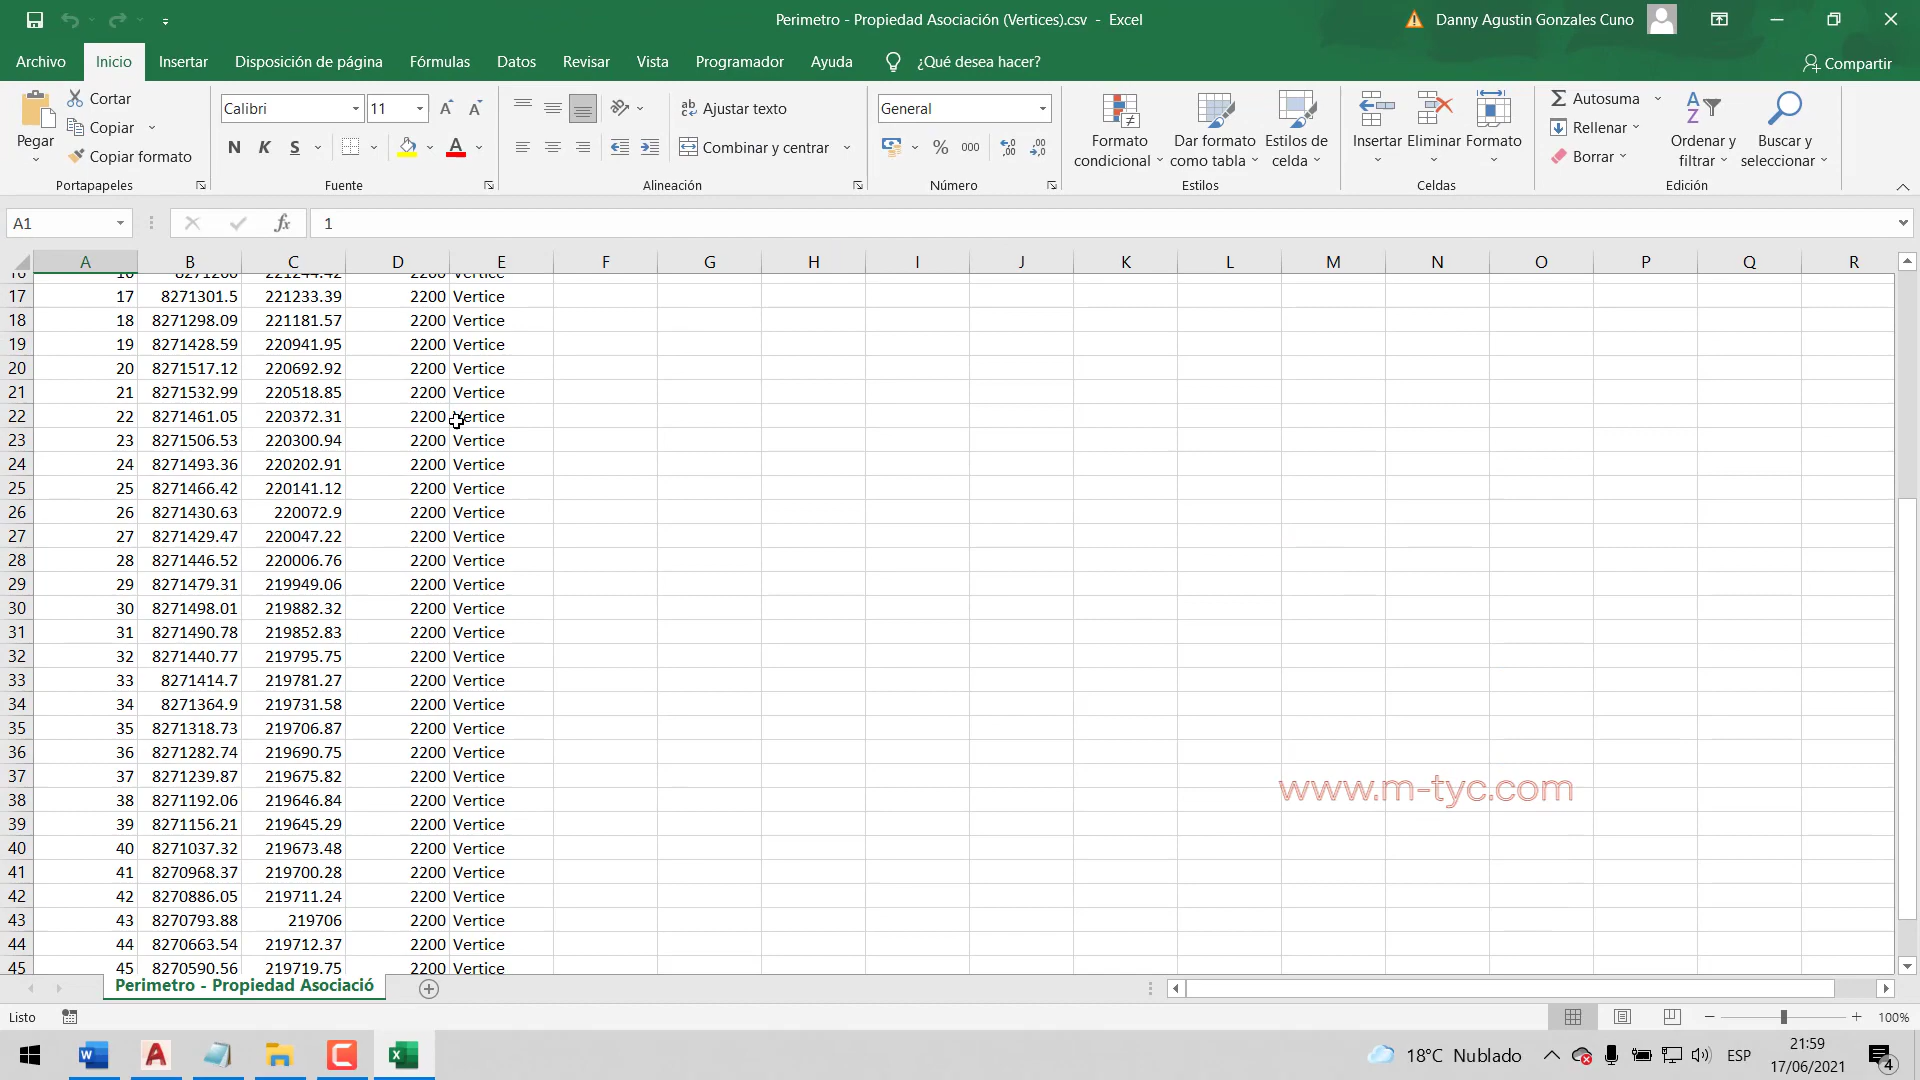 Perimetro - Propiedad Asociación (Vertices).csv - Excel
Danny Agustin Gonzales Cuno
Archivo Inicio Insertar Disposición de página Fórmulas Datos Revisar Vista Programador Ayuda ¿Qué desea hacer? Compartir
Pegar
Cortar
Copiar
Copiar formato
Portapapeles
Calibri 11
N K S
Fuente
Ajustar texto
Combinar y centrar
Alineación
General
% 000
Número
Formato condicional
Dar formato como tabla
Estilos de celda
Estilos
Insertar Eliminar Formato
Celdas
Autosuma
Rellenar
Borrar
Ordenar y filtrar
Buscar y seleccionar
Edición
A1 fx 1
A B C D E F G H I J K L M N O P Q R
16 16 8271266 221244.42 2200 Vertice
17 17 8271301.5 221233.39 2200 Vertice
18 18 8271298.09 221181.57 2200 Vertice
19 19 8271428.59 220941.95 2200 Vertice
20 20 8271517.12 220692.92 2200 Vertice
21 21 8271532.99 220518.85 2200 Vertice
22 22 8271461.05 220372.31 2200 Vertice
23 23 8271506.53 220300.94 2200 Vertice
24 24 8271493.36 220202.91 2200 Vertice
25 25 8271466.42 220141.12 2200 Vertice
26 26 8271430.63 220072.9 2200 Vertice
27 27 8271429.47 220047.22 2200 Vertice
28 28 8271446.52 220006.76 2200 Vertice
29 29 8271479.31 219949.06 2200 Vertice
30 30 8271498.01 219882.32 2200 Vertice
31 31 8271490.78 219852.83 2200 Vertice
32 32 8271440.77 219795.75 2200 Vertice
33 33 8271414.7 219781.27 2200 Vertice
34 34 8271364.9 219731.58 2200 Vertice
35 35 8271318.73 219706.87 2200 Vertice
36 36 8271282.74 219690.75 2200 Vertice
37 37 8271239.87 219675.82 2200 Vertice
38 38 8271192.06 219646.84 2200 Vertice
39 39 8271156.21 219645.29 2200 Vertice
40 40 8271037.32 219673.48 2200 Vertice
41 41 8270968.37 219700.28 2200 Vertice
42 42 8270886.05 219711.24 2200 Vertice
43 43 8270793.88 219706 2200 Vertice
44 44 8270663.54 219712.37 2200 Vertice
45 45 8270590.56 219719.75 2200 Vertice
www.m-tyc.com
Perimetro - Propiedad Asociació
Listo
100%
18°C Nublado
ESP
21:59
17/06/2021
4